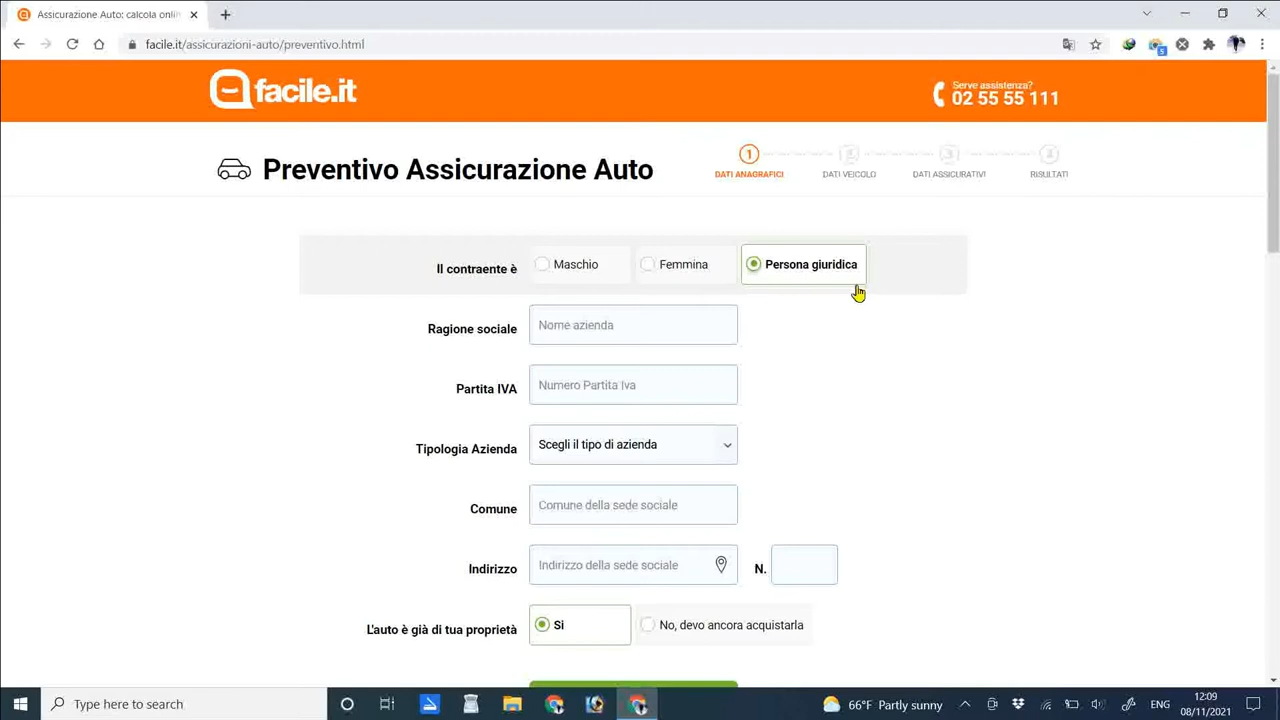 Assicurazione Auto: calcola onlin
facile.it/assicurazioni-auto/preventivo.html
facile.it
Serve assistenza?
02 55 55 111
Preventivo Assicurazione Auto
1
DATI ANAGRAFICI
DATI VEICOLO
DATI ASSICURATIVI
RISULTATI
Il contraente è
Maschio
Femmina
Persona giuridica
Ragione sociale
Nome azienda
Partita IVA
Numero Partita Iva
Tipologia Azienda
Scegli il tipo di azienda
Comune
Comune della sede sociale
Indirizzo
Indirizzo della sede sociale
N.
L'auto è già di tua proprietà
Si
No, devo ancora acquistarla
Type here to search
66°F Partly sunny
ENG
12:09
08/11/2021